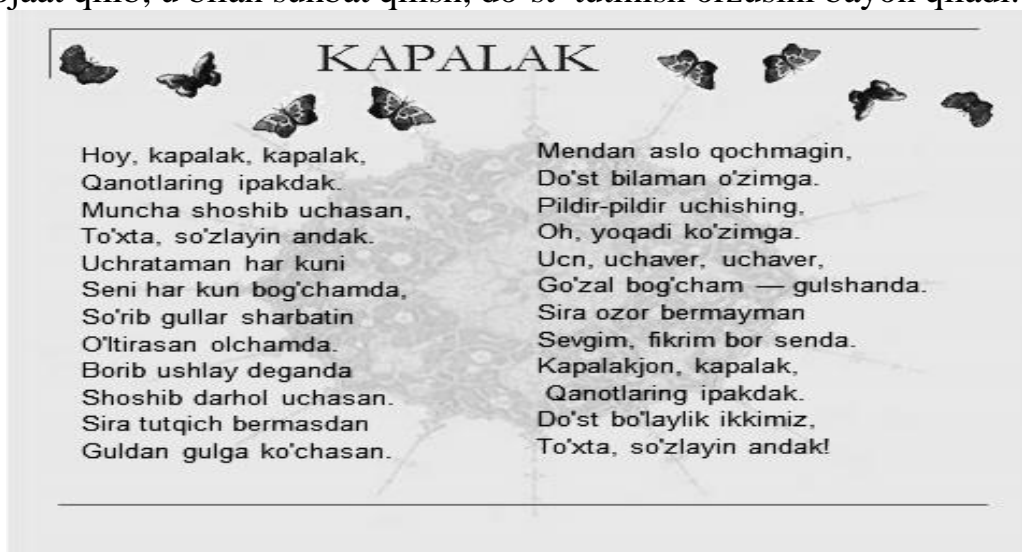 qilib, u bilan suhbat qilish, do'st tutinish orzusini bayon qiladi.
KAPALAK
Hoy, kapalak, kapalak,
Qanotlaring ipakdak.
Muncha shoshib uchasan,
To'xta, so'zlayin andak.
Uchrataman har kuni
Seni har kun bog'chamda,
So'rib gullar sharbatin
O'ltirasan olchamda.
Borib ushlay deganda
Shoshib darhol uchasan.
Sira tutqich bermasdan
Guldan gulga ko'chasan.
Mendan aslo qochmagin,
Do'st bilaman o'zimga.
Pildir-pildir uchishing,
Oh, yoqadi ko'zimga.
Ucn, uchaver, uchaver,
Go'zal bog'cham — gulshanda.
Sira ozor bermayman
Sevgim, fikrim bor senda.
Kapalakjon, kapalak,
Qanotlaring ipakdak.
Do'st bo'laylik ikkimiz,
To'xta, so'zlayin andak!